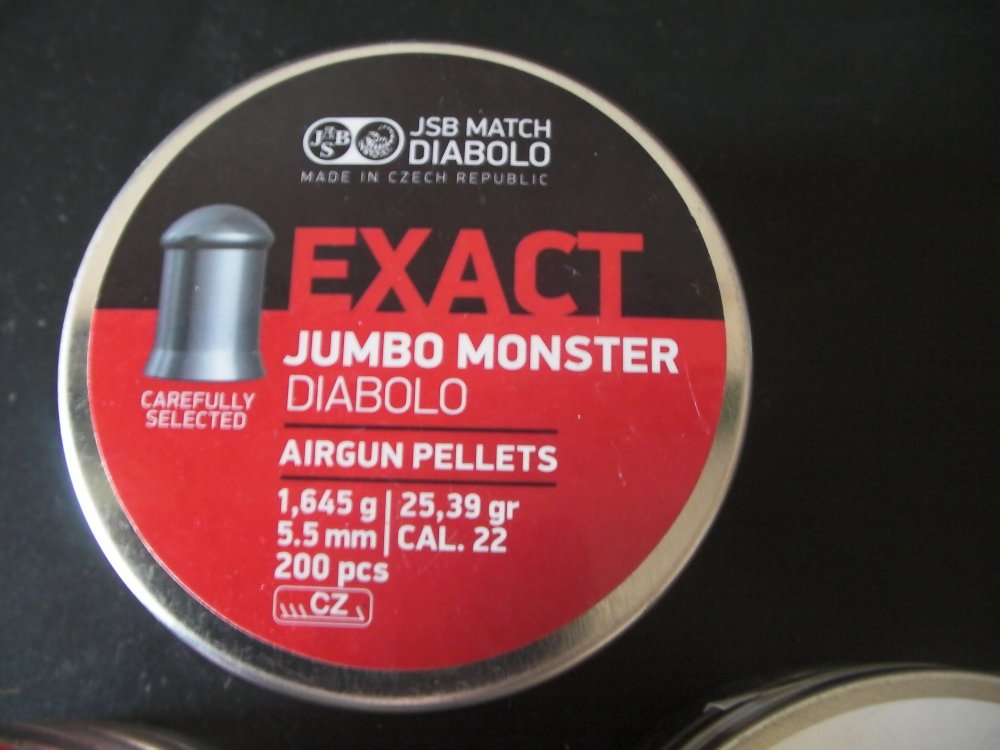 JSB
JSB MATCH
DIABOLO
MADE IN CZECH REPUBLIC
EXACT
JUMBO MONSTER
DIABOLO
CAREFULLY
SELECTED
AIRGUN PELLETS
1,645 g | 25,39 gr
5.5 mm | CAL. 22
200 pcs
CZ